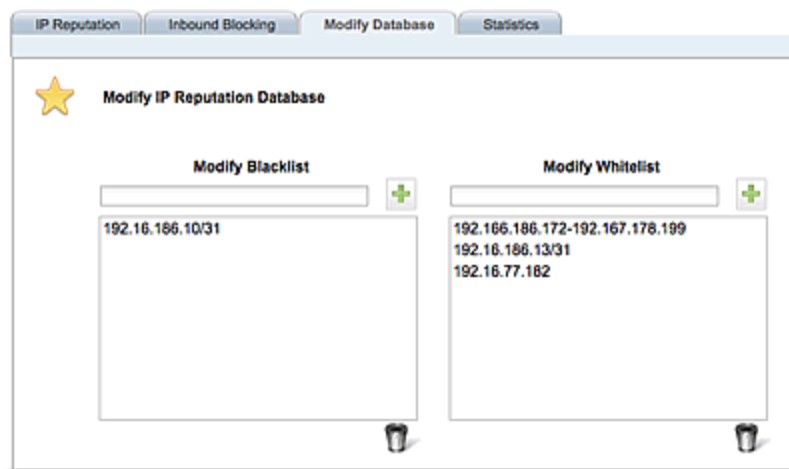 IP Reputation
Inbound Blocking
Modify Database
Statistics
Modify IP Reputation Database
Modify Blacklist
Modify Whitelist
192.16.186.10/31
192.166.186.172-192.167.178.199
192.16.186.13/31
192.16.77.182